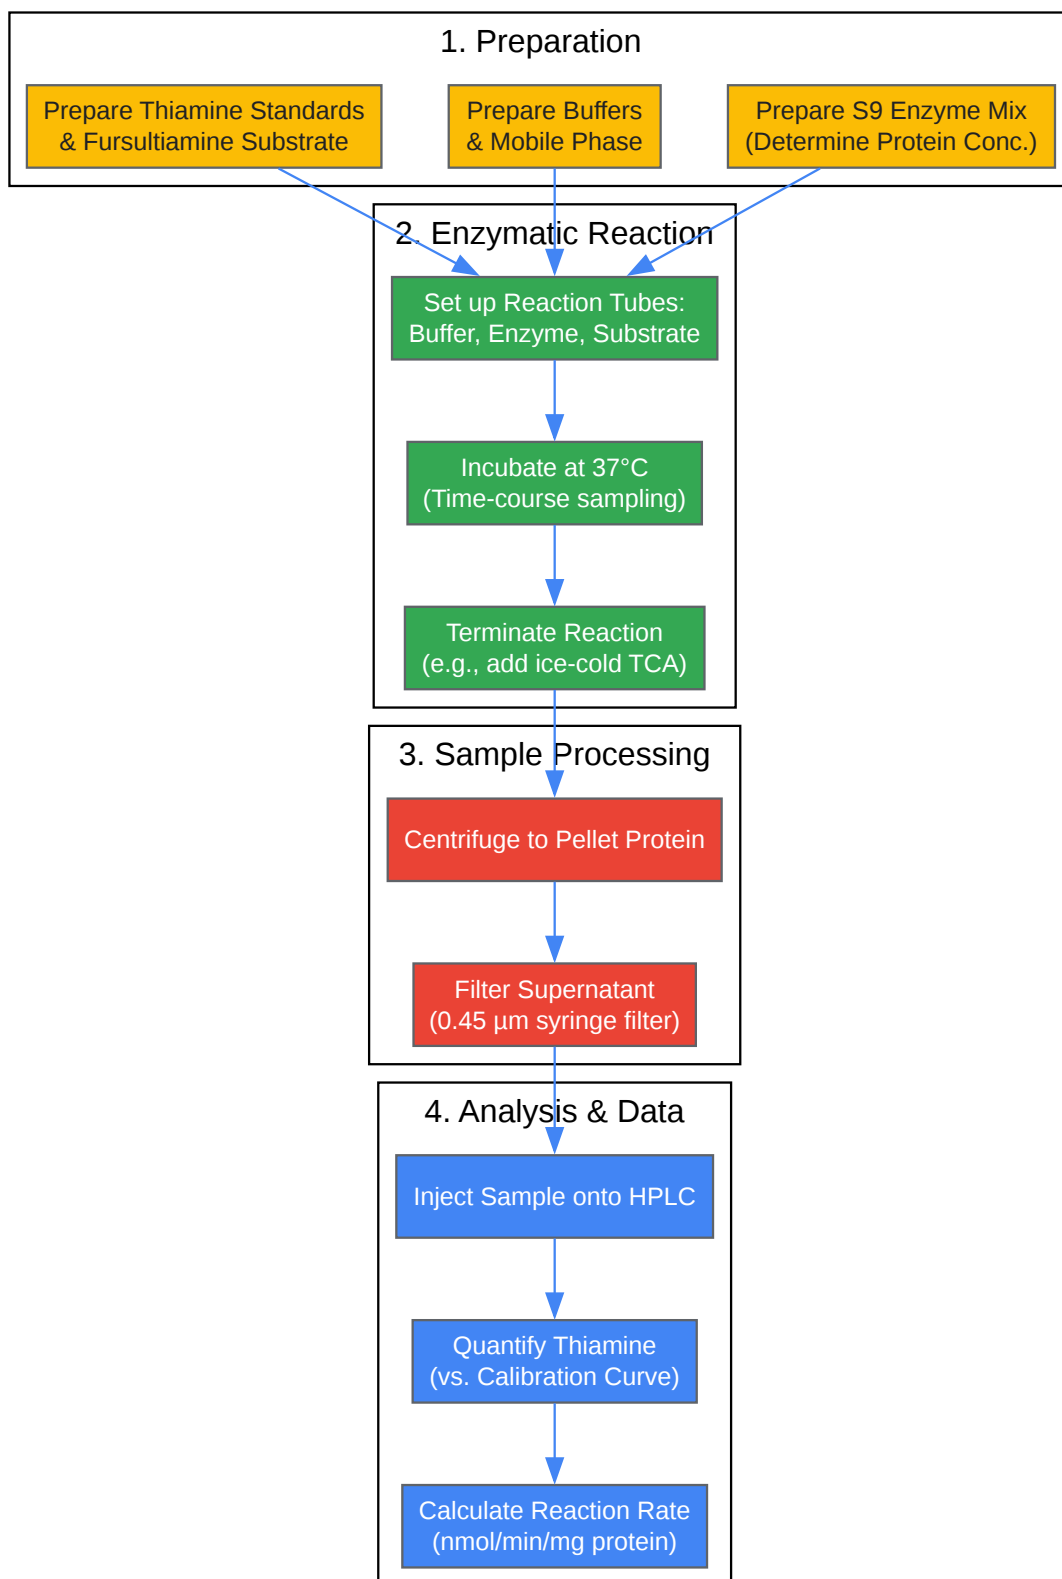 1. Preparation
Prepare Thiamine Standards
& Fursultiamine Substrate
Prepare Buffers
& Mobile Phase
Prepare S9 Enzyme Mix
(Determine Protein Conc.)
2. Enzymatic Reaction
Set up Reaction Tubes:
Buffer, Enzyme, Substrate
Incubate at 37°C
(Time-course sampling)
Terminate Reaction
(e.g., add ice-cold TCA)
3. Sample Processing
Centrifuge to Pellet Protein
Filter Supernatant
(0.45 µm syringe filter)
4. Analysis & Data
Inject Sample onto HPLC
Quantify Thiamine
(vs. Calibration Curve)
Calculate Reaction Rate
(nmol/min/mg protein)